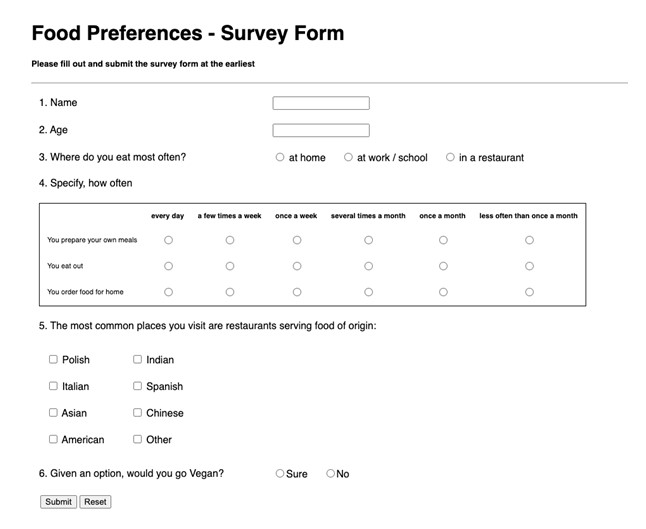 Food Preferences - Survey Form
Please fill out and submit the survey form at the earliest
1. Name
2. Age
3. Where do you eat most often? at home at work / school in a restaurant
4. Specify, how often
every day a few times a week once a week several times a month once a month less often than once a month
You prepare your own meals
You eat out
You order food for home
5. The most common places you visit are restaurants serving food of origin:
Polish Indian
Italian Spanish
Asian Chinese
American Other
6. Given an option, would you go Vegan? Sure No
Submit Reset